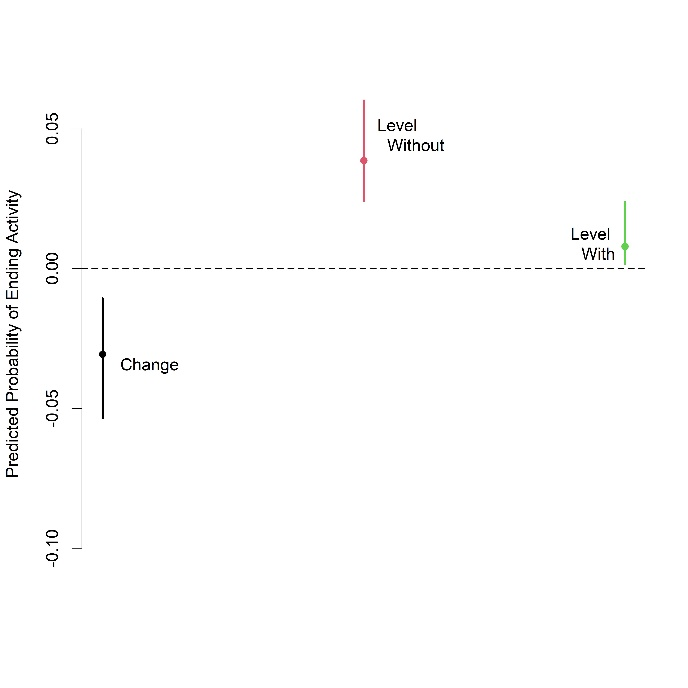 0.05
Level
Without
Level
With
0.00
Change
-0.05
-0.10
Predicted Probability of Ending Activity